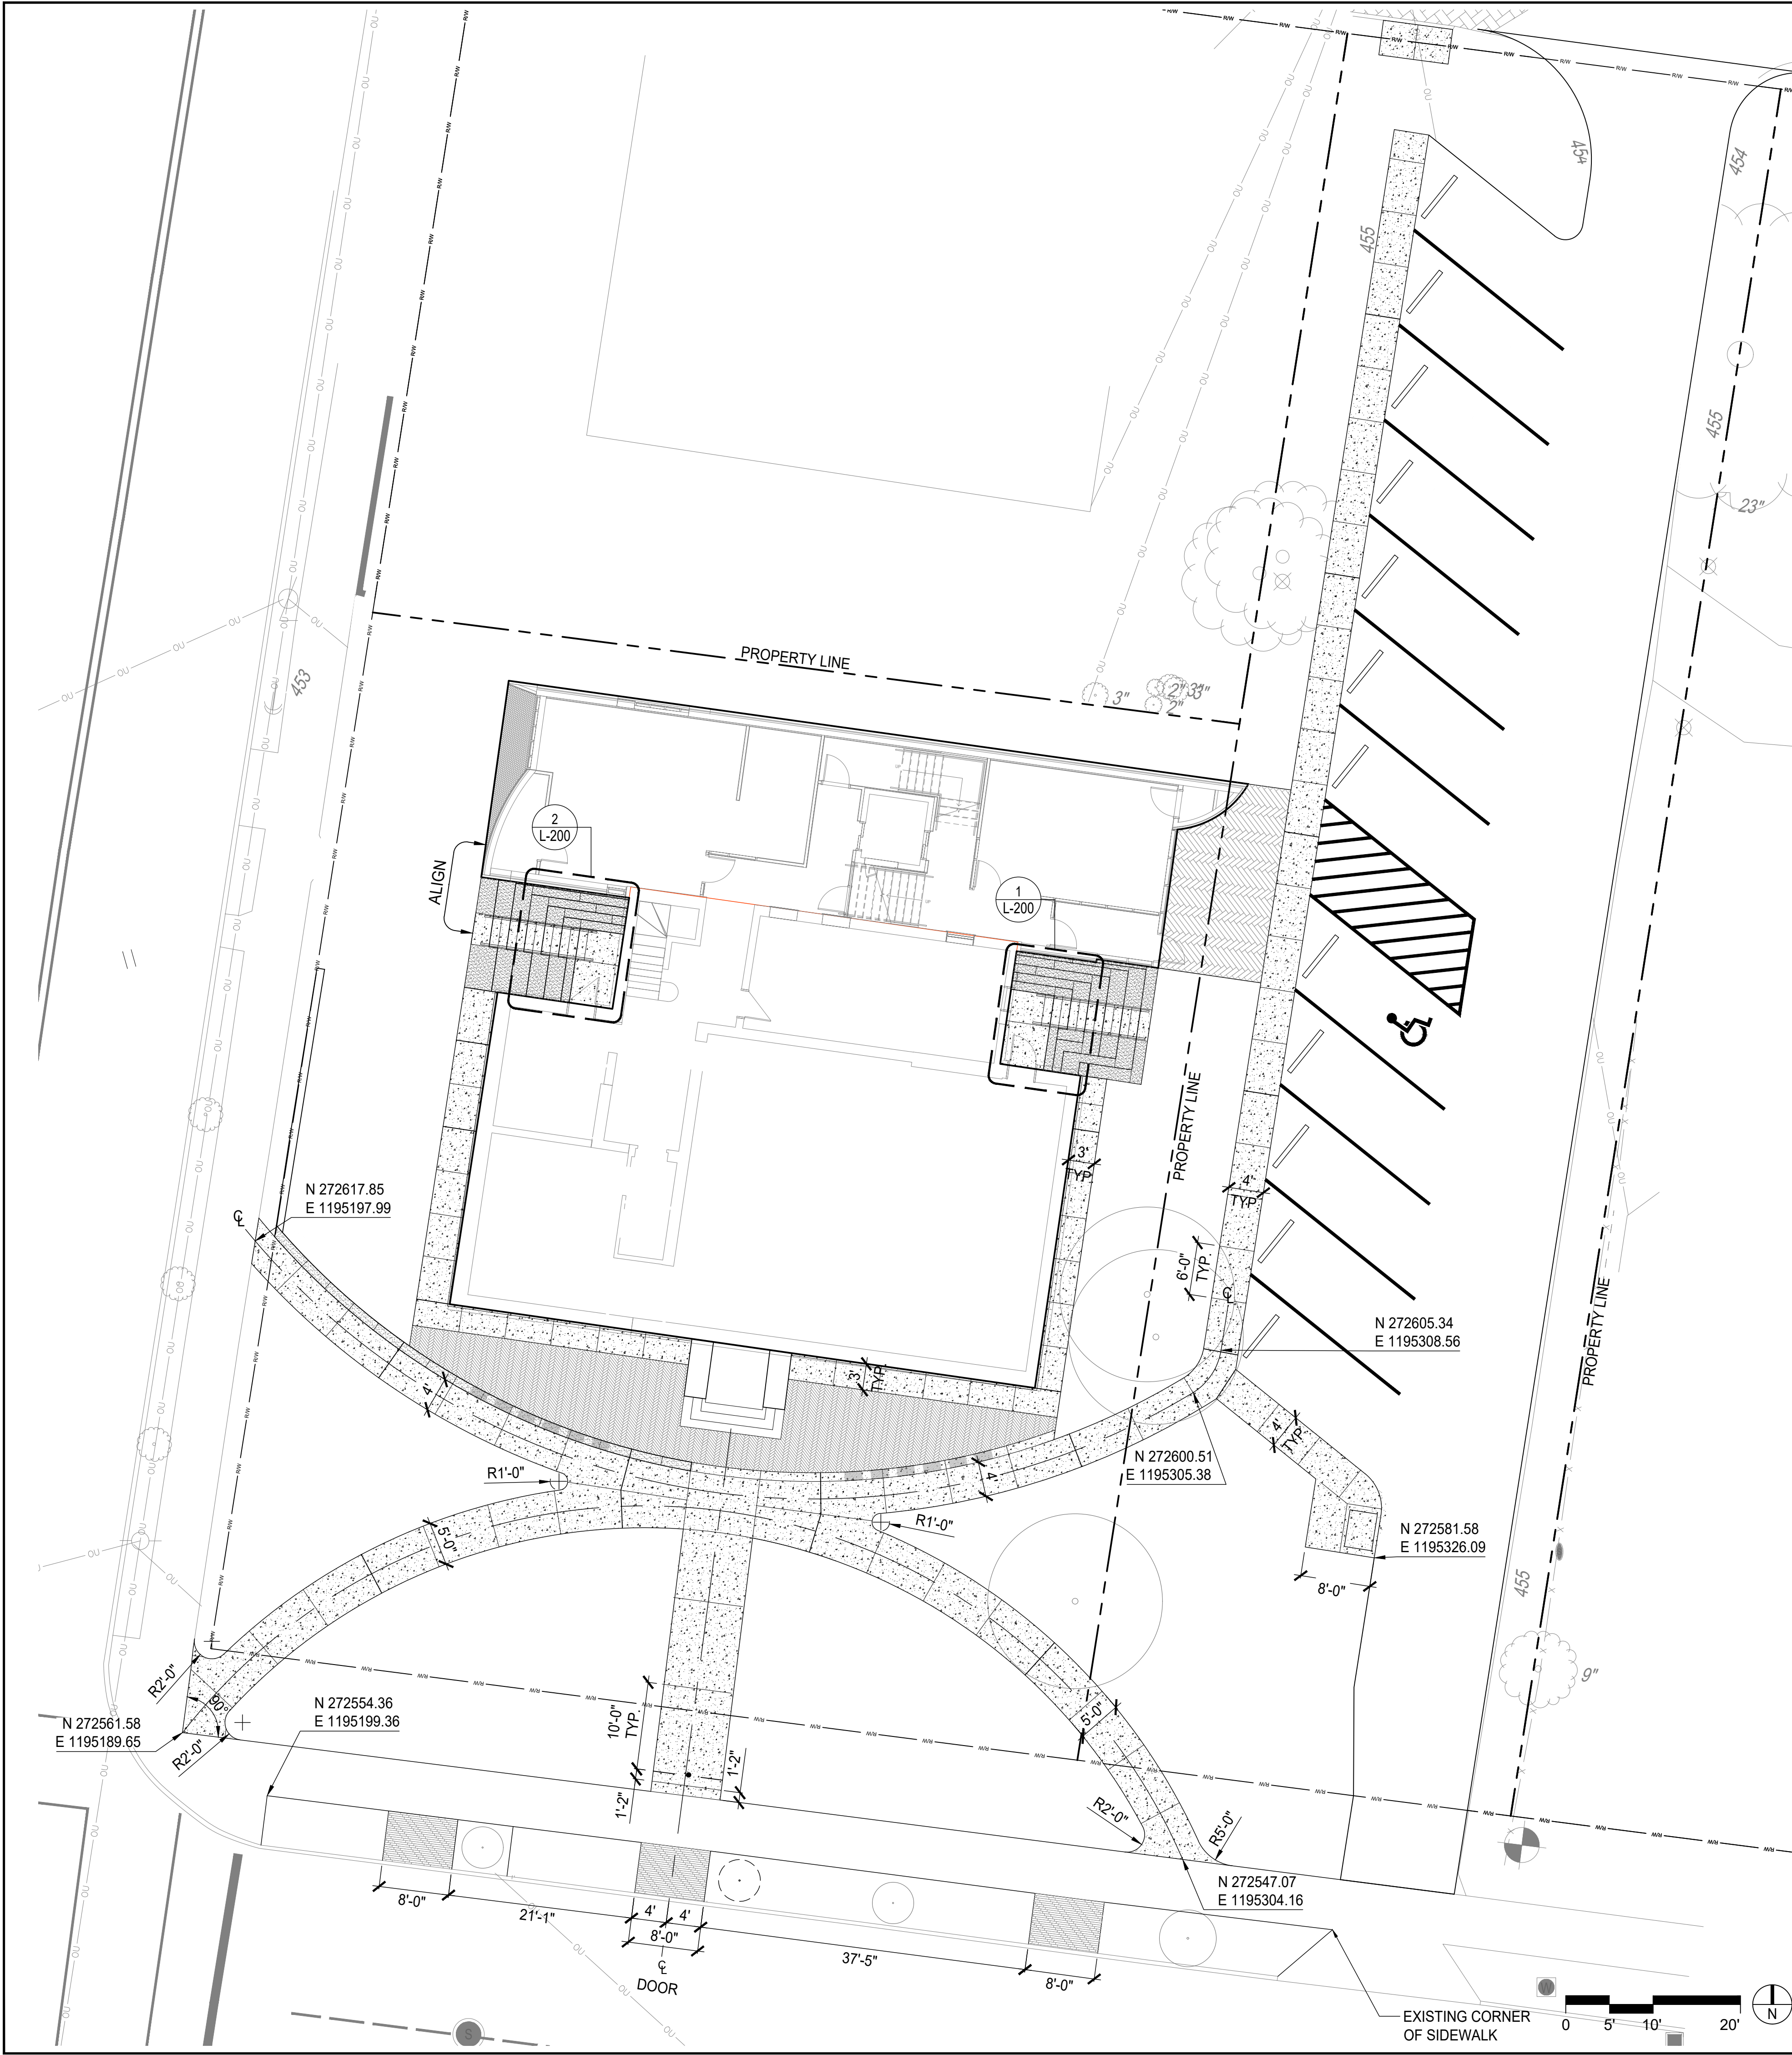 R/W
OU
454
454
455
455
23"
453
PROPERTY LINE
3"
2"
3"
3"
2"
2
L-200
ALIGN
1
L-200
UP
PROPERTY LINE
3'
TYP.
4'
TYP.
N 272617.85
E 1195197.99
℄
6'-0"
TYP.
℄
N 272605.34
E 1195308.56
PROPERTY LINE
3'
TYP.
4'
4'
TYP.
N 272600.51
E 1195305.38
4'
R1'-0"
R1'-0"
5'-0"
N 272581.58
E 1195326.09
8'-0"
455
9"
R2'-0"
90°
N 272561.58
E 1195189.65
R2'-0"
N 272554.36
E 1195199.36
10'-0"
TYP.
1'-2"
1'-2"
5'-0"
R2'-0"
R5'-0"
N 272547.07
E 1195304.16
8'-0"
21'-1"
4'
4'
8'-0"
℄
DOOR
37'-5"
8'-0"
S
W
EXISTING CORNER
OF SIDEWALK
0
5'
10'
20'
N